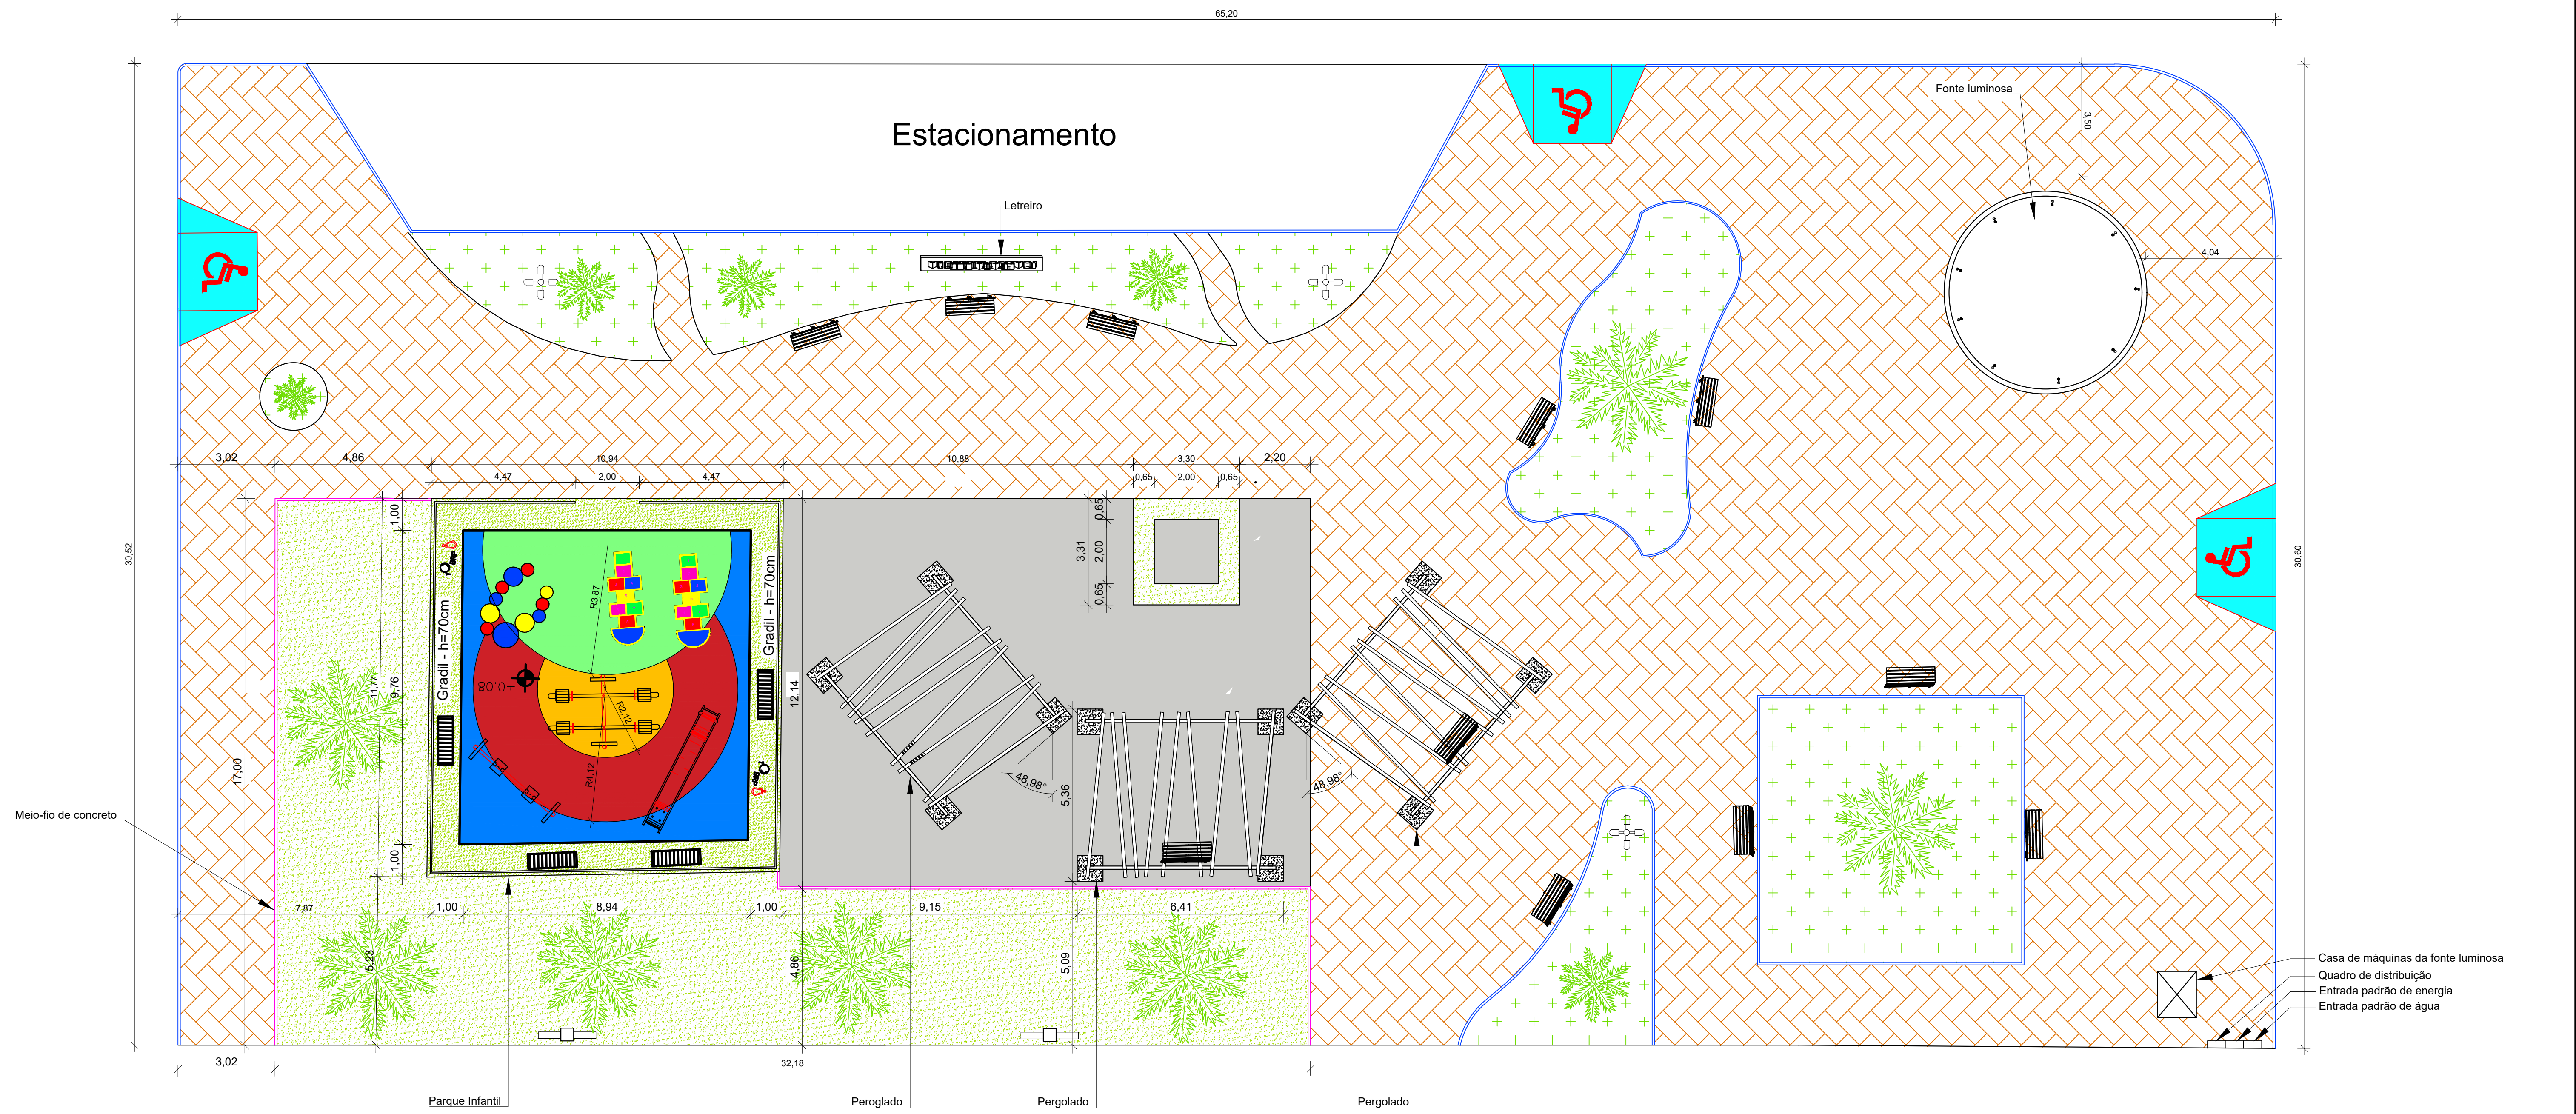 65,20
Fonte luminosa
Estacionamento
3,50
Letreiro
4,04
3,02
4,86
10,94
10,88
3,30
2,20
4,47
2,00
4,47
0,65
2,00
0,65
1,00
0,65
30,52
3,31
2,00
30,60
Gradil - h=70cm
R3,87
Gradil - h=70cm
0,65
+0.08
11,77
9,76
12,14
R2,12
17,00
R4,12
48,98°
5,36
48,98°
Meio-fio de concreto
1,00
7,87
1,00
8,94
1,00
9,15
6,41
5,23
4,86
5,09
Casa de máquinas da fonte luminosa
Quadro de distribuição
Entrada padrão de energia
Entrada padrão de água
3,02
32,18
Parque Infantil
Peroglado
Pergolado
Pergolado